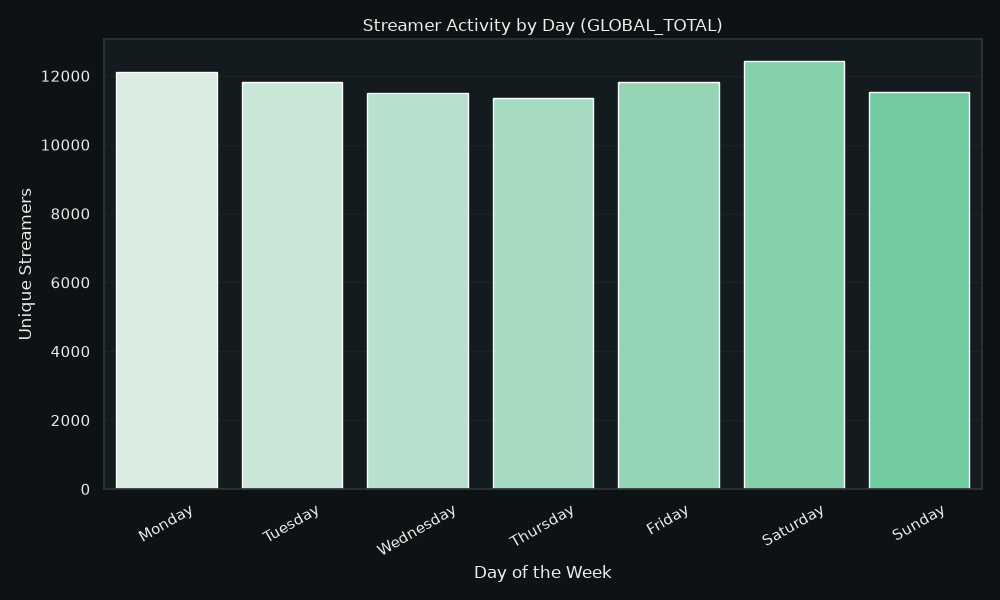 Streamer Activity by Day (GLOBAL_TOTAL)
Unique Streamers
12000
10000
8000
6000
4000
2000
0
Monday
Tuesday
Wednesday
Thursday
Friday
Saturday
Sunday
Day of the Week